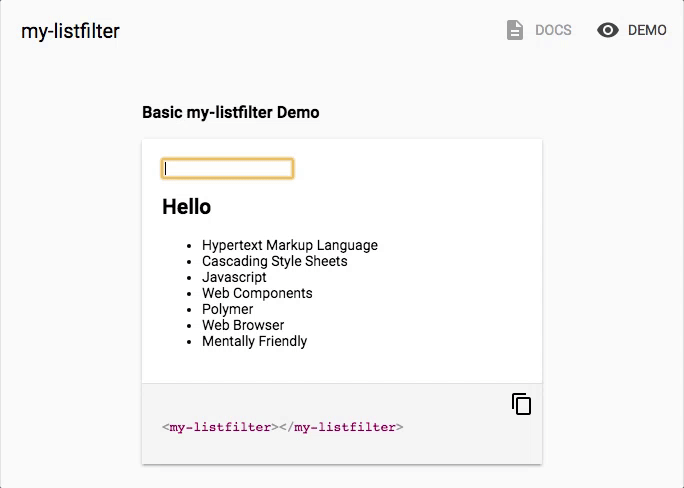 my-listfilter
DOCS
DEMO
Basic my-listfilter Demo
Hello
Hypertext Markup Language
Cascading Style Sheets
Javascript
Web Components
Polymer
Web Browser
Mentally Friendly
<my-listfilter></my-listfilter>